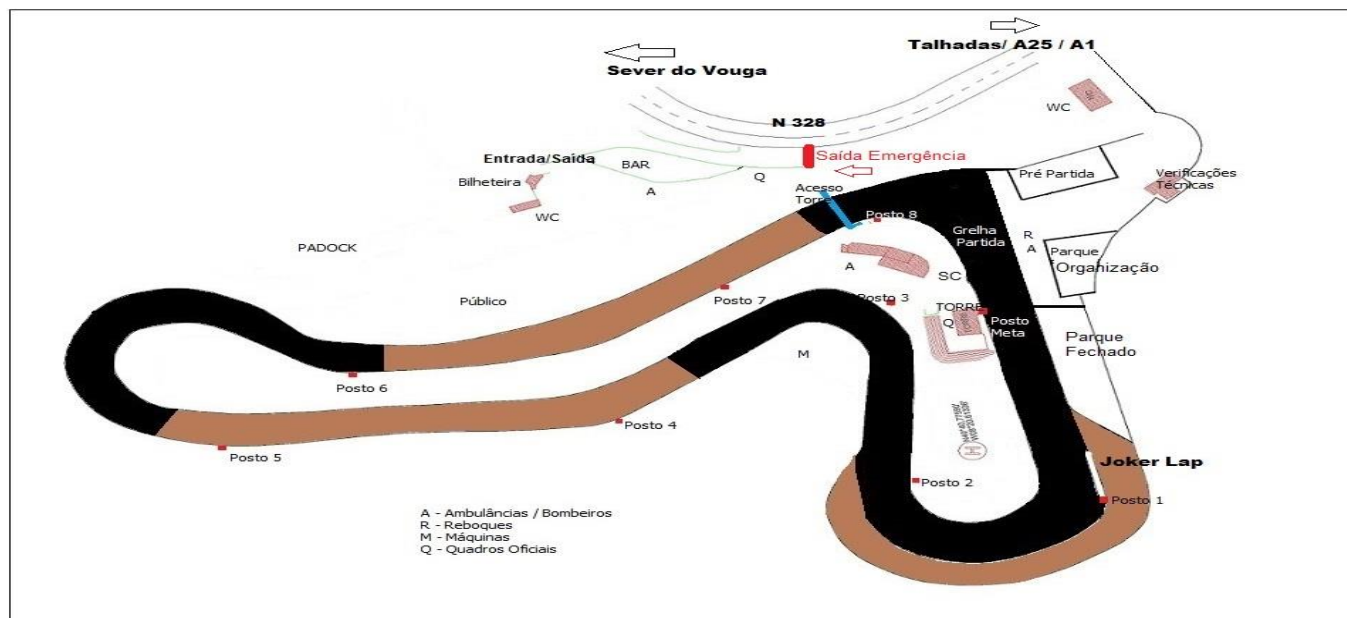 Talhadas/ A25 / A1
Sever do Vouga
WC
N 328
Entrada/Saída
BAR
Saída Emergência
Bilheteira
A
Q
Pré Partida
Verificações
Técnicas
Acesso
Torre
WC
Posto 8
PADOCK
Grelha
Partida
R
A
Parque
Organização
A
SC
Público
Posto 7
Posto 3
TORRE
Q
Posto
Meta
Parque
Fechado
M
Posto 6
Posto 4
Posto 5
H
Joker Lap
Posto 2
Posto 1
A - Ambulâncias / Bombeiros
R - Reboques
M - Máquinas
Q - Quadros Oficiais